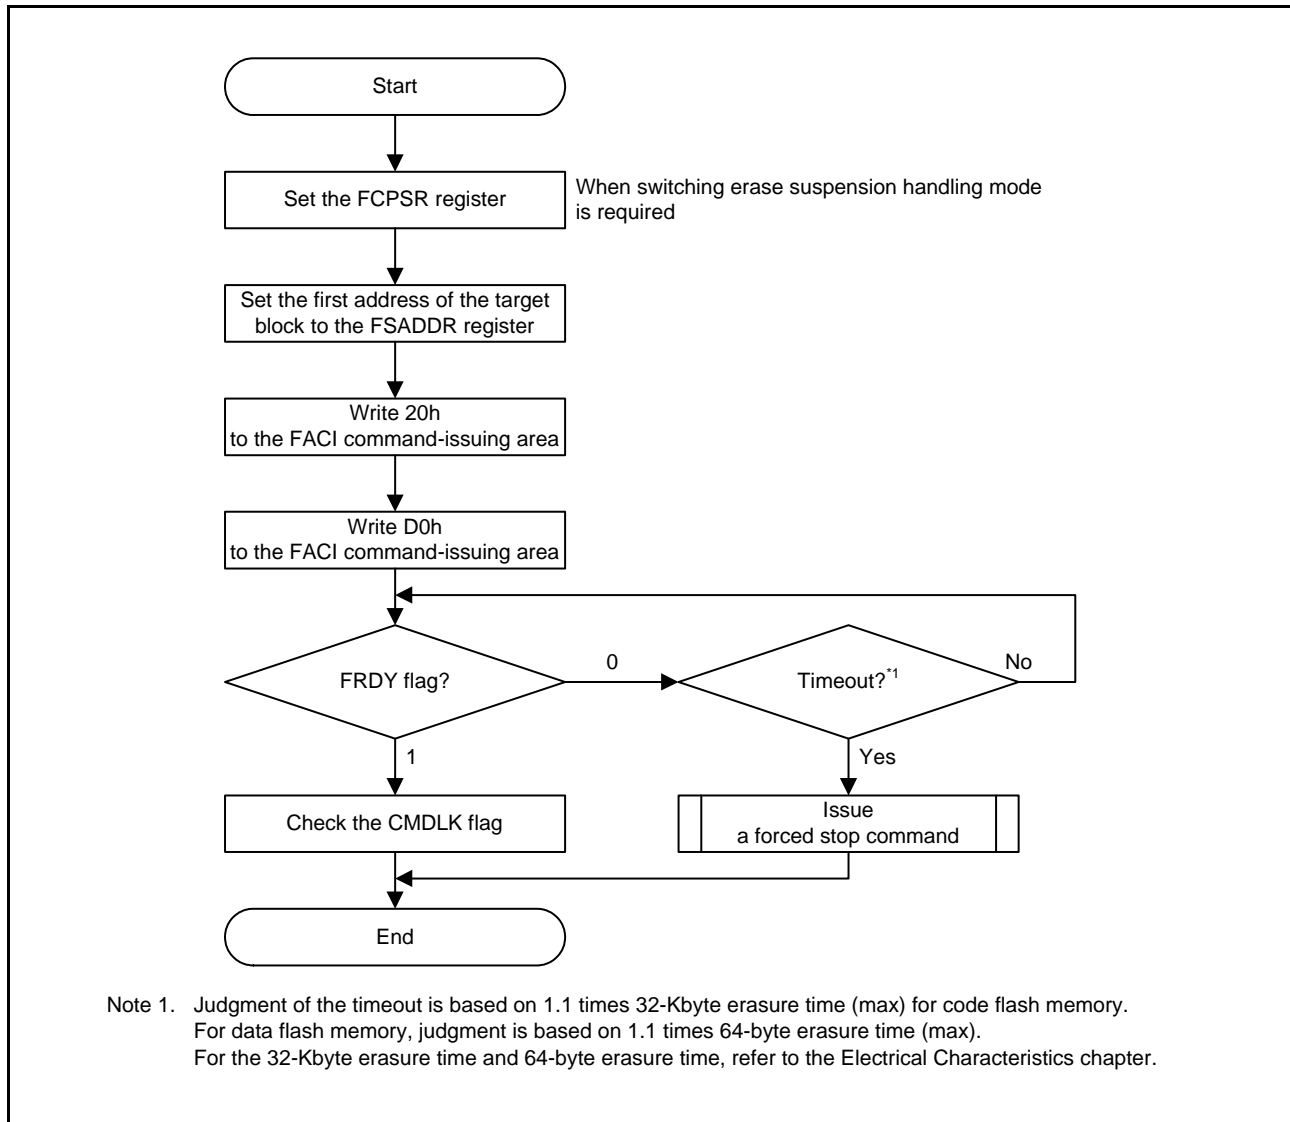 Start
Set the FCPSR register
When switching erase suspension handling mode
is required
Set the first address of the target
block to the FSADDR register
Write 20h
to the FACI command-issuing area
Write D0h
to the FACI command-issuing area
FRDY flag?
0
Timeout?*1
No
1
Yes
Check the CMDLK flag
Issue
a forced stop command
End
Note 1. Judgment of the timeout is based on 1.1 times 32-Kbyte erasure time (max) for code flash memory.
For data flash memory, judgment is based on 1.1 times 64-byte erasure time (max).
For the 32-Kbyte erasure time and 64-byte erasure time, refer to the Electrical Characteristics chapter.